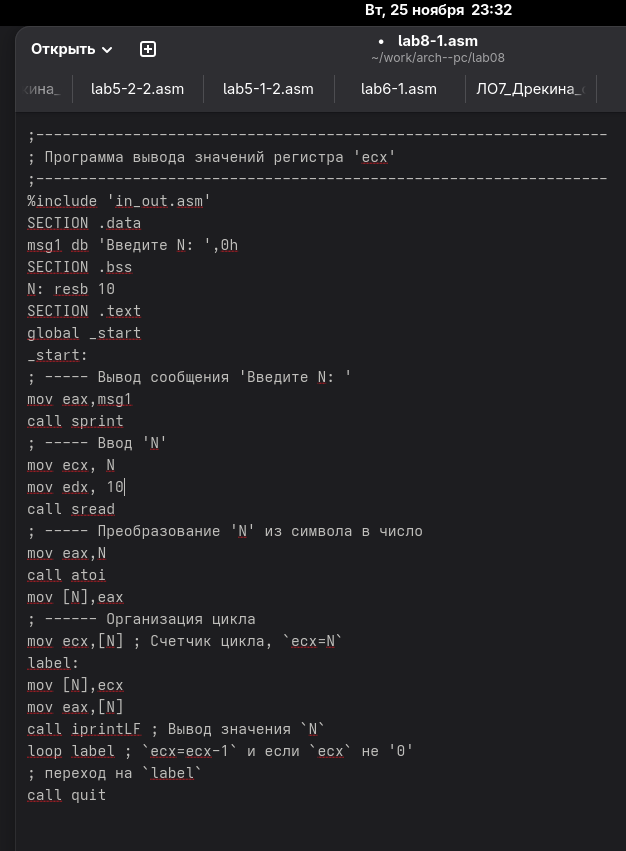 Вт, 25 ноября 23:32
Открыть
• lab8-1.asm
~/work/arch--pc/lab08
кина_
lab5-2-2.asm
lab5-1-2.asm
lab6-1.asm
ЛО7_Дрекина_
;-----------------------------------------------------------------
; Программа вывода значений регистра 'ecx'
;-----------------------------------------------------------------
%include 'in_out.asm'
SECTION .data
msg1 db 'Введите N: ',0h
SECTION .bss
N: resb 10
SECTION .text
global _start
_start:
; ----- Вывод сообщения 'Введите N: '
mov eax,msg1
call sprint
; ----- Ввод 'N'
mov ecx, N
mov edx, 10
call sread
; ----- Преобразование 'N' из символа в число
mov eax,N
call atoi
mov [N],eax
; ------ Организация цикла
mov ecx,[N] ; Счетчик цикла, `ecx=N`
label:
mov [N],ecx
mov eax,[N]
call iprintLF ; Вывод значения `N`
loop label ; `ecx=ecx-1` и если `ecx` не '0'
; переход на `label`
call quit